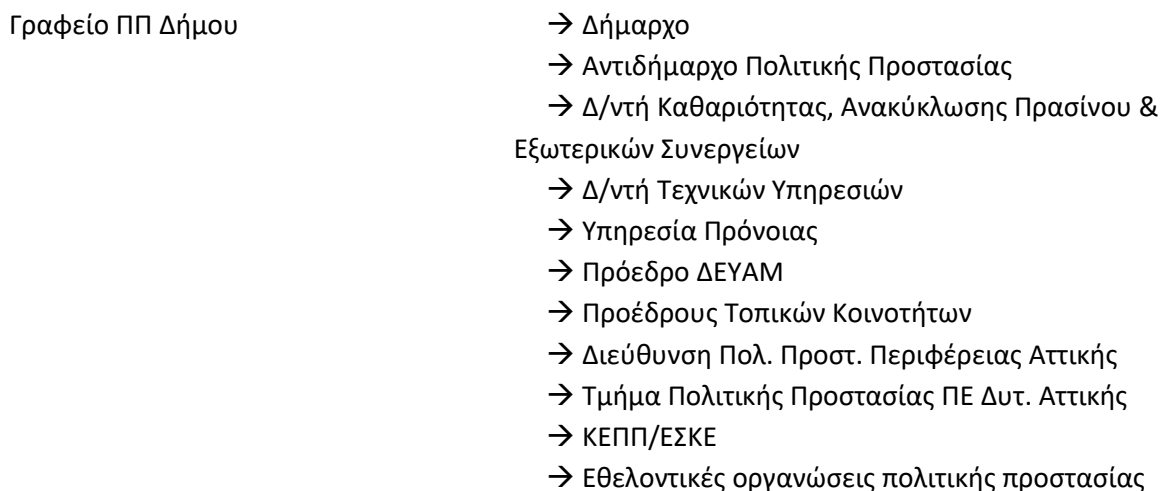 Γραφείο ΠΠ Δήμου → Δήμαρχο
→ Αντιδήμαρχο Πολιτικής Προστασίας
→ Δ/ντή Καθαριότητας, Ανακύκλωσης Πρασίνου &
Εξωτερικών Συνεργείων
→ Δ/ντή Τεχνικών Υπηρεσιών
→ Υπηρεσία Πρόνοιας
→ Πρόεδρο ΔΕΥΑΜ
→ Προέδρους Τοπικών Κοινοτήτων
→ Διεύθυνση Πολ. Προστ. Περιφέρειας Αττικής
→ Τμήμα Πολιτικής Προστασίας ΠΕ Δυτ. Αττικής
→ ΚΕΠΠ/ΕΣΚΕ
→ Εθελοντικές οργανώσεις πολιτικής προστασίας